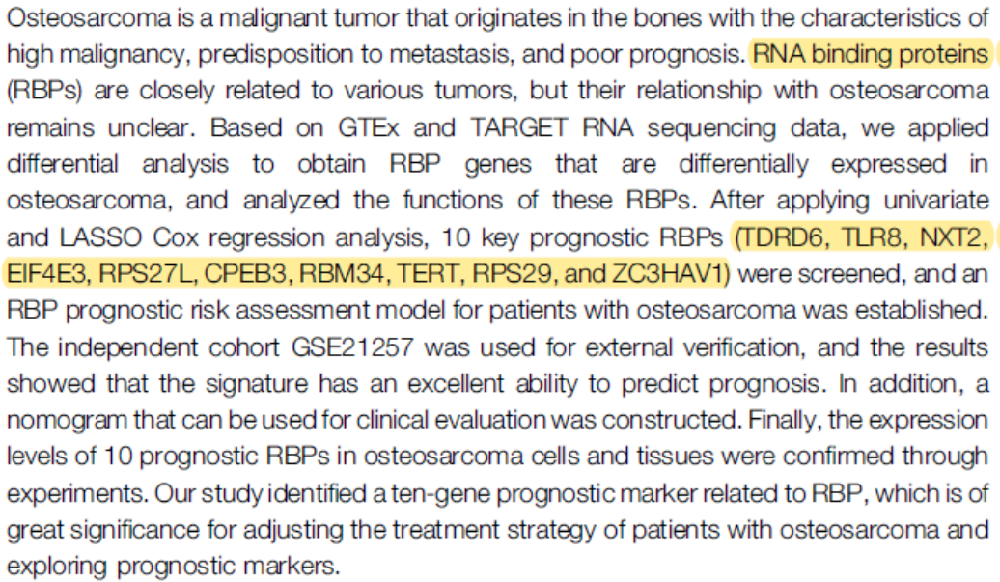 Osteosarcoma is a malignant tumor that originates in the bones with the characteristics of
high malignancy, predisposition to metastasis, and poor prognosis. RNA binding proteins
(RBPs) are closely related to various tumors, but their relationship with osteosarcoma
remains unclear. Based on GTEx and TARGET RNA sequencing data, we applied
differential analysis to obtain RBP genes that are differentially expressed in
osteosarcoma, and analyzed the functions of these RBPs. After applying univariate
and LASSO Cox regression analysis, 10 key prognostic RBPs (TDRD6, TLR8, NXT2,
EIF4E3, RPS27L, CPEB3, RBM34, TERT, RPS29, and ZC3HAV1) were screened, and an
RBP prognostic risk assessment model for patients with osteosarcoma was established.
The independent cohort GSE21257 was used for external verification, and the results
showed that the signature has an excellent ability to predict prognosis. In addition, a
nomogram that can be used for clinical evaluation was constructed. Finally, the expression
levels of 10 prognostic RBPs in osteosarcoma cells and tissues were confirmed through
experiments. Our study identified a ten-gene prognostic marker related to RBP, which is of
great significance for adjusting the treatment strategy of patients with osteosarcoma and
exploring prognostic markers.